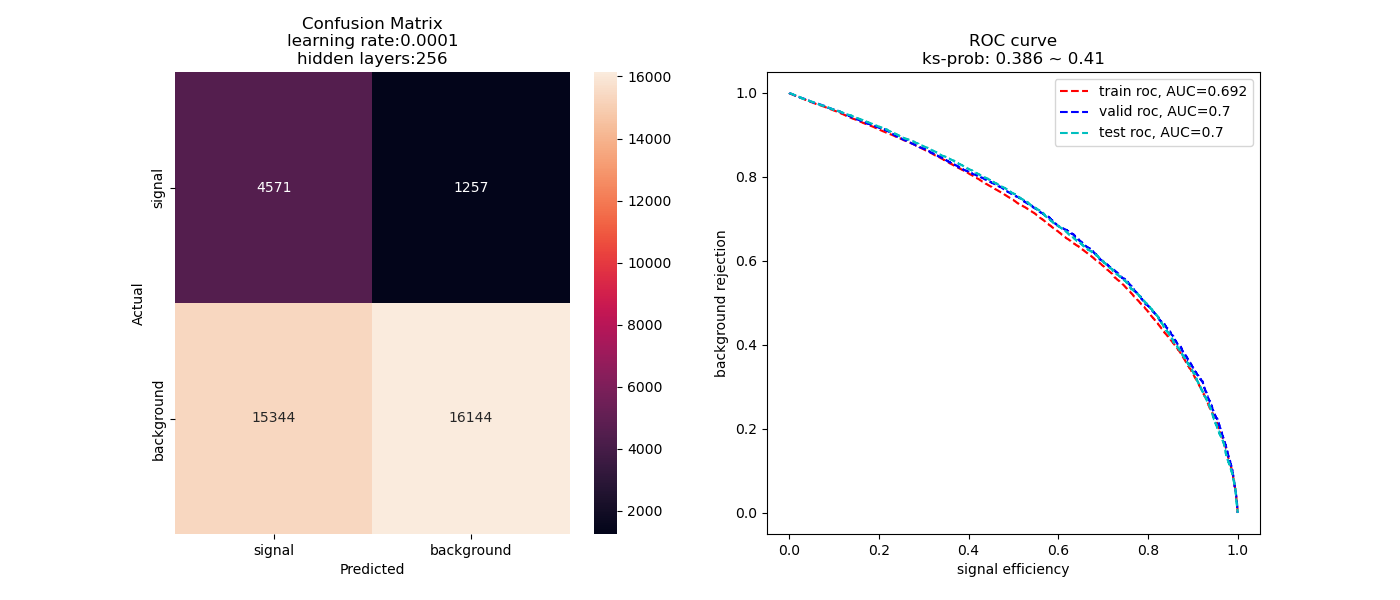 Confusion Matrix
learning rate:0.0001
hidden layers:256
signal
background
Actual
4571
1257
15344
16144
signal
background
Predicted
16000
14000
12000
10000
8000
6000
4000
2000
ROC curve
ks-prob: 0.386 ~ 0.41
train roc, AUC=0.692
valid roc, AUC=0.7
test roc, AUC=0.7
background rejection
1.0
0.8
0.6
0.4
0.2
0.0
0.0 0.2 0.4 0.6 0.8 1.0
signal efficiency